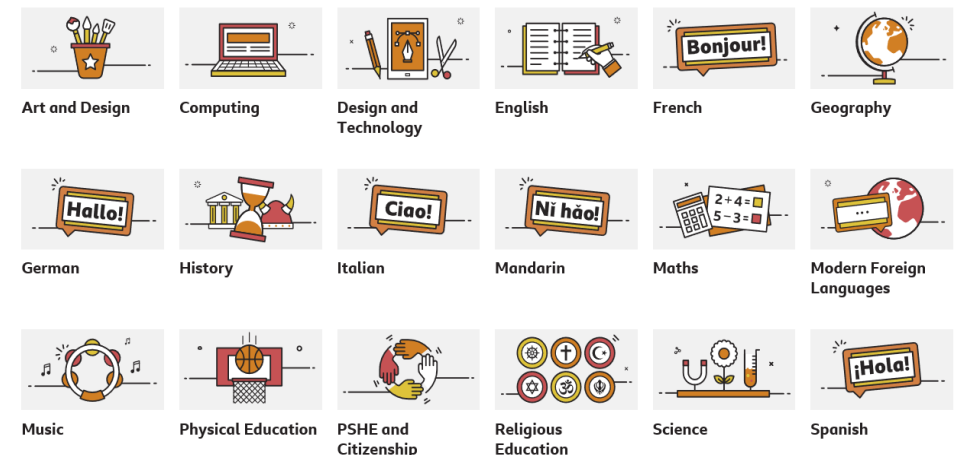 Bonjour!
Art and Design
Computing
Design and
Technology
English
French
Geography
Hallo!
Ciao!
Nǐ hǎo!
2+4=
5-3=
...
German
History
Italian
Mandarin
Maths
Modern Foreign
Languages
¡Hola!
Music
Physical Education
PSHE and
Citizenship
Religious
Education
Science
Spanish